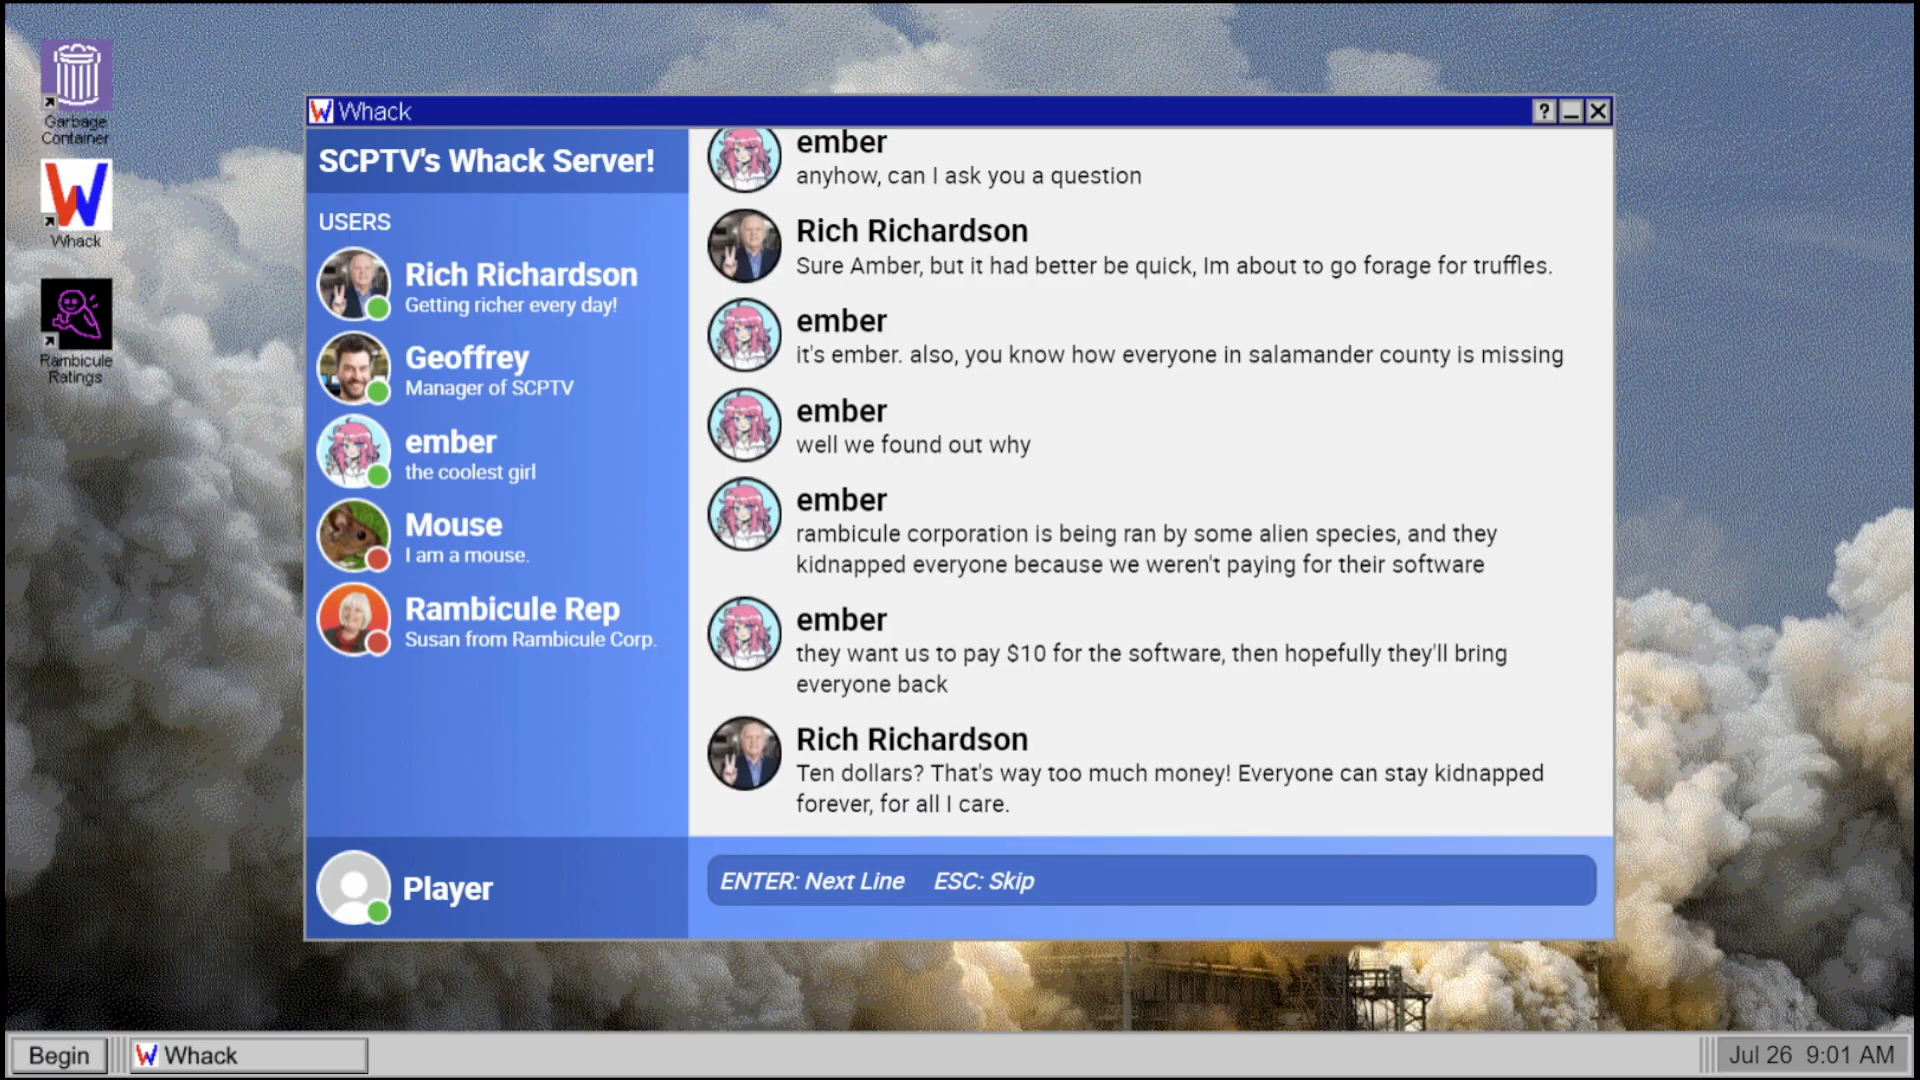 Garbage
Container
Whack
Rambicule
Ratings
Whack
SCPTV's Whack Server!
USERS
Rich Richardson
Getting richer every day!
Geoffrey
Manager of SCPTV
ember
the coolest girl
Mouse
I am a mouse.
Rambicule Rep
Susan from Rambicule Corp.
Player
ember
anyhow, can I ask you a question
Rich Richardson
Sure Amber, but it had better be quick, Im about to go forage for truffles.
ember
it's ember. also, you know how everyone in salamander county is missing
ember
well we found out why
ember
rambicule corporation is being ran by some alien species, and they
kidnapped everyone because we weren't paying for their software
ember
they want us to pay $10 for the software, then hopefully they'll bring
everyone back
Rich Richardson
Ten dollars? That's way too much money! Everyone can stay kidnapped
forever, for all I care.
ENTER: Next Line ESC: Skip
Begin
Whack
Jul 26 9:01 AM